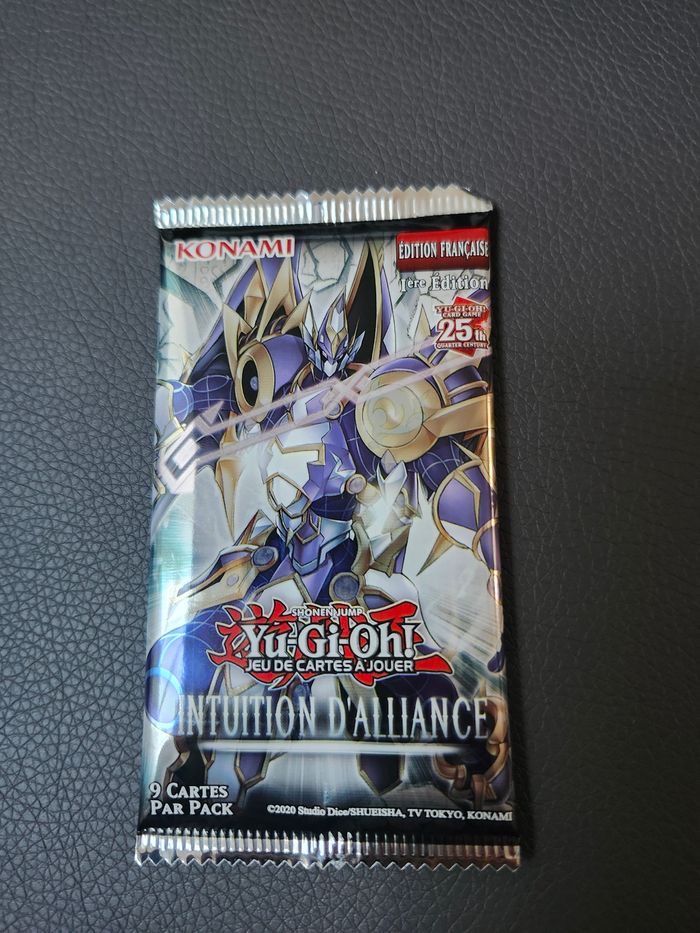 KONAMI
ÉDITION FRANÇAISE
1ère Édition
YU-GI-OH!
CARD GAME
25th
QUARTER CENTURY
SHONEN JUMP
Yu-Gi-Oh!
JEU DE CARTES À JOUER
INTUITION D'ALLIANCE
9 CARTES
PAR PACK
©2020 Studio Dice/SHUEISHA, TV TOKYO, KONAMI